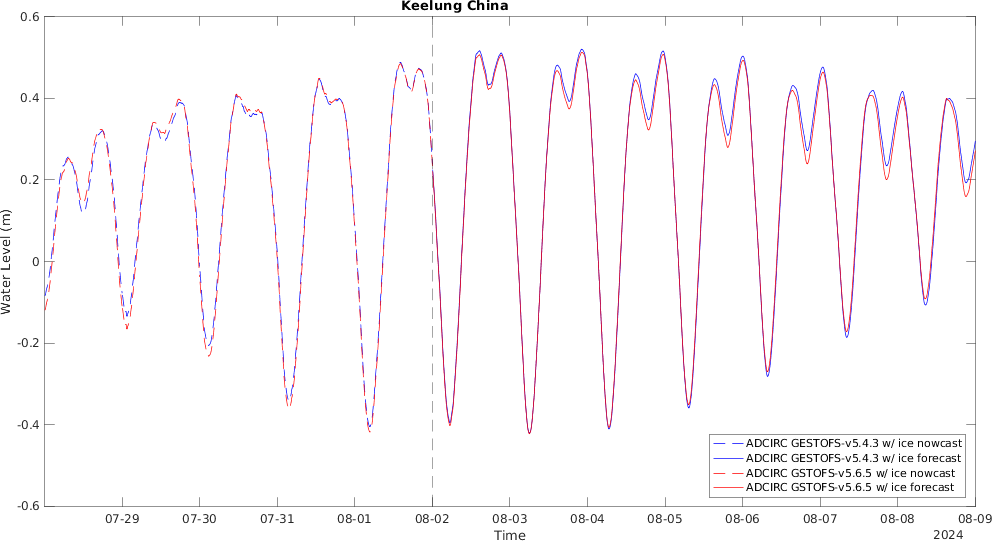 Keelung China
0.6
0.4
0.2
0
-0.2
-0.4
-0.6
Water Level (m)
ADCIRC GESTOFS-v5.4.3 w/ ice nowcast
ADCIRC GESTOFS-v5.4.3 w/ ice forecast
ADCIRC GSTOFS-v5.6.5 w/ ice nowcast
ADCIRC GSTOFS-v5.6.5 w/ ice forecast
07-29 07-30 07-31 08-01 08-02 08-03 08-04 08-05 08-06 08-07 08-08 08-09
Time
2024